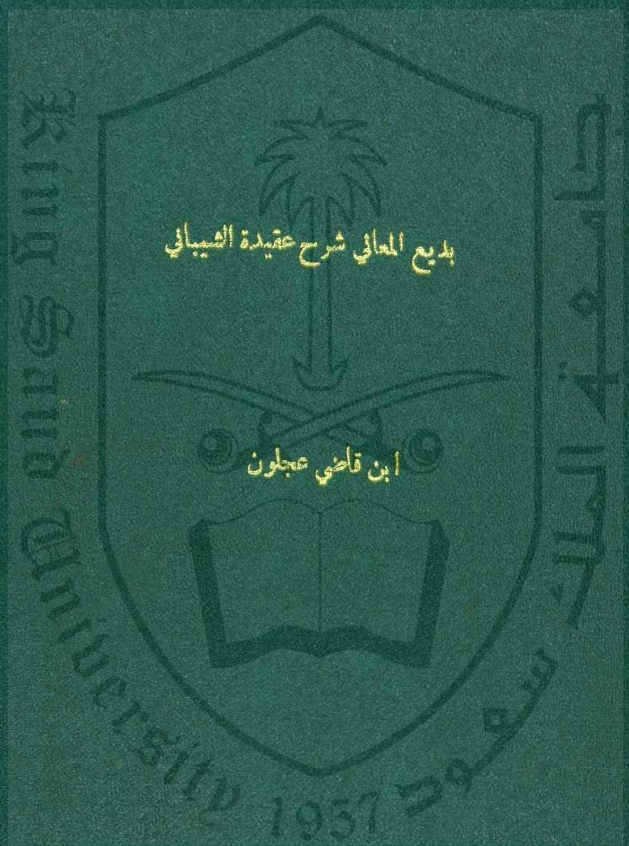 بديع المعاني شرح عقيدة الشيباني
ابن قاضي عجلون
King Saud University 1957
جامعة الملك سعود